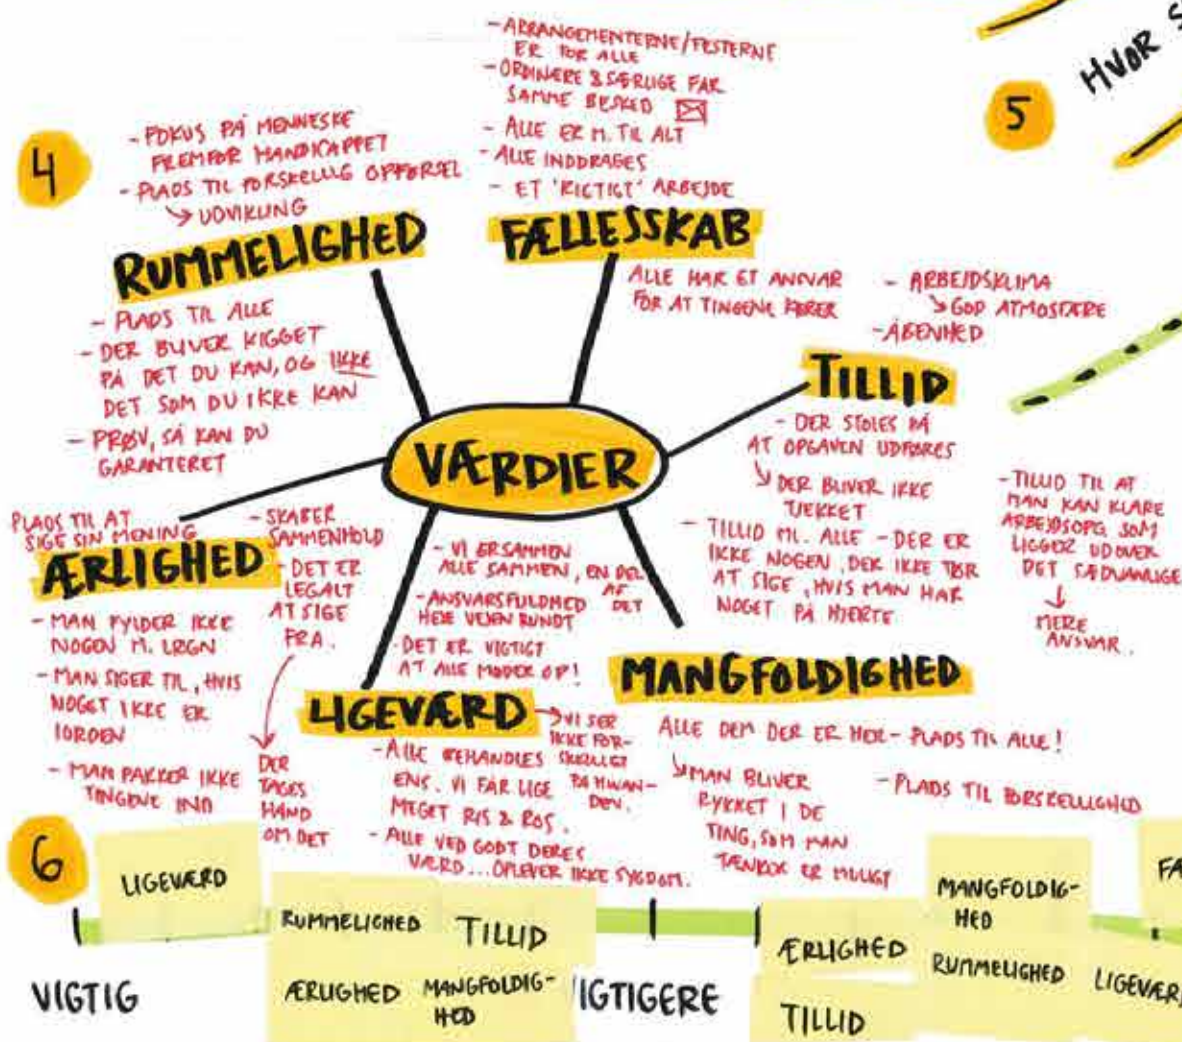 - ARRANGEMENTERNE/FESTERNE
ER FOR ALLE
- ORDINÆRE & SÆRLIGE FÅR
SAMME BESKED
- ALLE ER M. TIL ALT
- ALLE INDDRAGES
- ET 'RIGTIGT' ARBEJDE
HVOR S
5
4
- FOKUS PÅ MENNESKE
FREMFOR HANDICAPPET
- PLADS TIL FORSKELLIG OPFØRSEL
UDVIKLING
RUMMELIGHED
FÆLLESSKAB
ALLE HAR ET ANSVAR
FOR AT TINGENE KØRER
- ARBEJDSKLIMA
GOD ATMOSFÆRE
- ÅBENHED
- PLADS TIL ALLE
- DER BLIVER KIGGET
PÅ DET DU KAN, OG IKKE
DET SOM DU IKKE KAN
- PRØV, SÅ KAN DU
GARANTERET
TILLID
- DER STOLES PÅ
AT OPGAVEN UDFØRES
DER BLIVER IKKE
TJEKKET
- TILLID ML. ALLE - DER ER
IKKE NOGEN, DER IKKE TØR
AT SIGE, HVIS MAN HAR
NOGET PÅ HJERTE
- TILLID TIL AT
MAN KAN KLARE
ARBEJDSOPG. SOM
LIGGER UDOVER
DET SÆDVANLIGE
MERE
ANSVAR.
VÆRDIER
PLADS TIL AT
SIGE SIN MENING
ÆRLIGHED
- SKABER
SAMMENHOLD
- DET ER
LEGALT
AT SIGE
FRA.
DER
TAGES
HÅND
OM DET
- MAN FYLDER IKKE
NOGEN M. LØGN
- MAN SIGER TIL, HVIS
NOGET IKKE ER
IORDEN
- MAN PAKKER IKKE
TINGENE IND
- VI ER SAMMEN
ALLE SAMMEN, EN DEL
AF
DET
- ANSVARSFULDHED
HELE VEJEN RUNDT
- DET ER VIGTIGT
AT ALLE MØDER OP!
LIGEVÆRD
VI SER
IKKE FOR-
SKELLIGT
PÅ HINAN-
DEN.
- ALLE BEHANDLES
ENS. VI FÅR LIGE
MEGET RIS & ROS.
- ALLE VED GODT DERES
VÆRD... OPLEVER IKKE SYGDOM.
MANGFOLDIGHED
ALLE DEM DER ER HER - PLADS TIL ALLE!
MAN BLIVER
RYKKET I DE
TING, SOM MAN
TÆNKER ER MULIGT
- PLADS TIL FORSKELLIGHED
6
LIGEVÆRD
RUMMELIGHED
TILLID
ÆRLIGHED
MANGFOLDIG-
HED
VIGTIG
IGTIGERE
ÆRLIGHED
TILLID
MANGFOLDIG-
HED
RUMMELIGHED
FÆ
LIGEVÆR